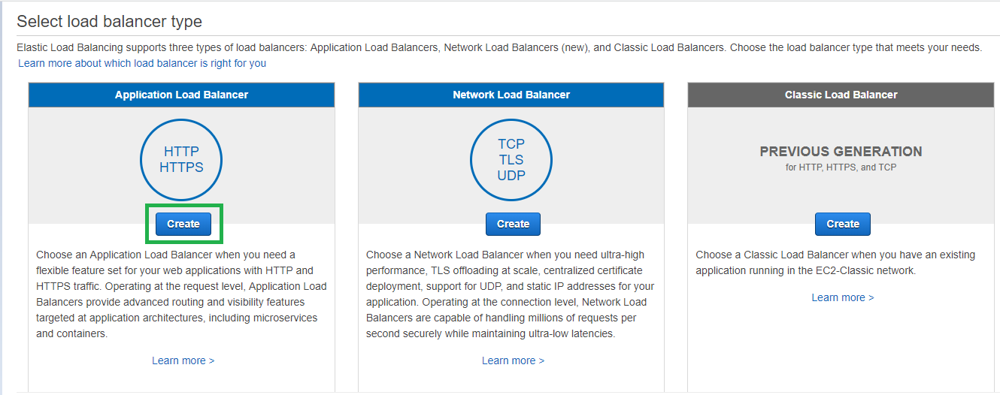 Select load balancer type
Elastic Load Balancing supports three types of load balancers: Application Load Balancers, Network Load Balancers (new), and Classic Load Balancers. Choose the load balancer type that meets your needs.
Learn more about which load balancer is right for you
Application Load Balancer
HTTP
HTTPS
Create
Choose an Application Load Balancer when you need a
flexible feature set for your web applications with HTTP and
HTTPS traffic. Operating at the request level, Application Load
Balancers provide advanced routing and visibility features
targeted at application architectures, including microservices
and containers.
Learn more >
Network Load Balancer
TCP
TLS
UDP
Create
Choose a Network Load Balancer when you need ultra-high
performance, TLS offloading at scale, centralized certificate
deployment, support for UDP, and static IP addresses for your
application. Operating at the connection level, Network Load
Balancers are capable of handling millions of requests per
second securely while maintaining ultra-low latencies.
Learn more >
Classic Load Balancer
PREVIOUS GENERATION
for HTTP, HTTPS, and TCP
Create
Choose a Classic Load Balancer when you have an existing
application running in the EC2-Classic network.
Learn more >